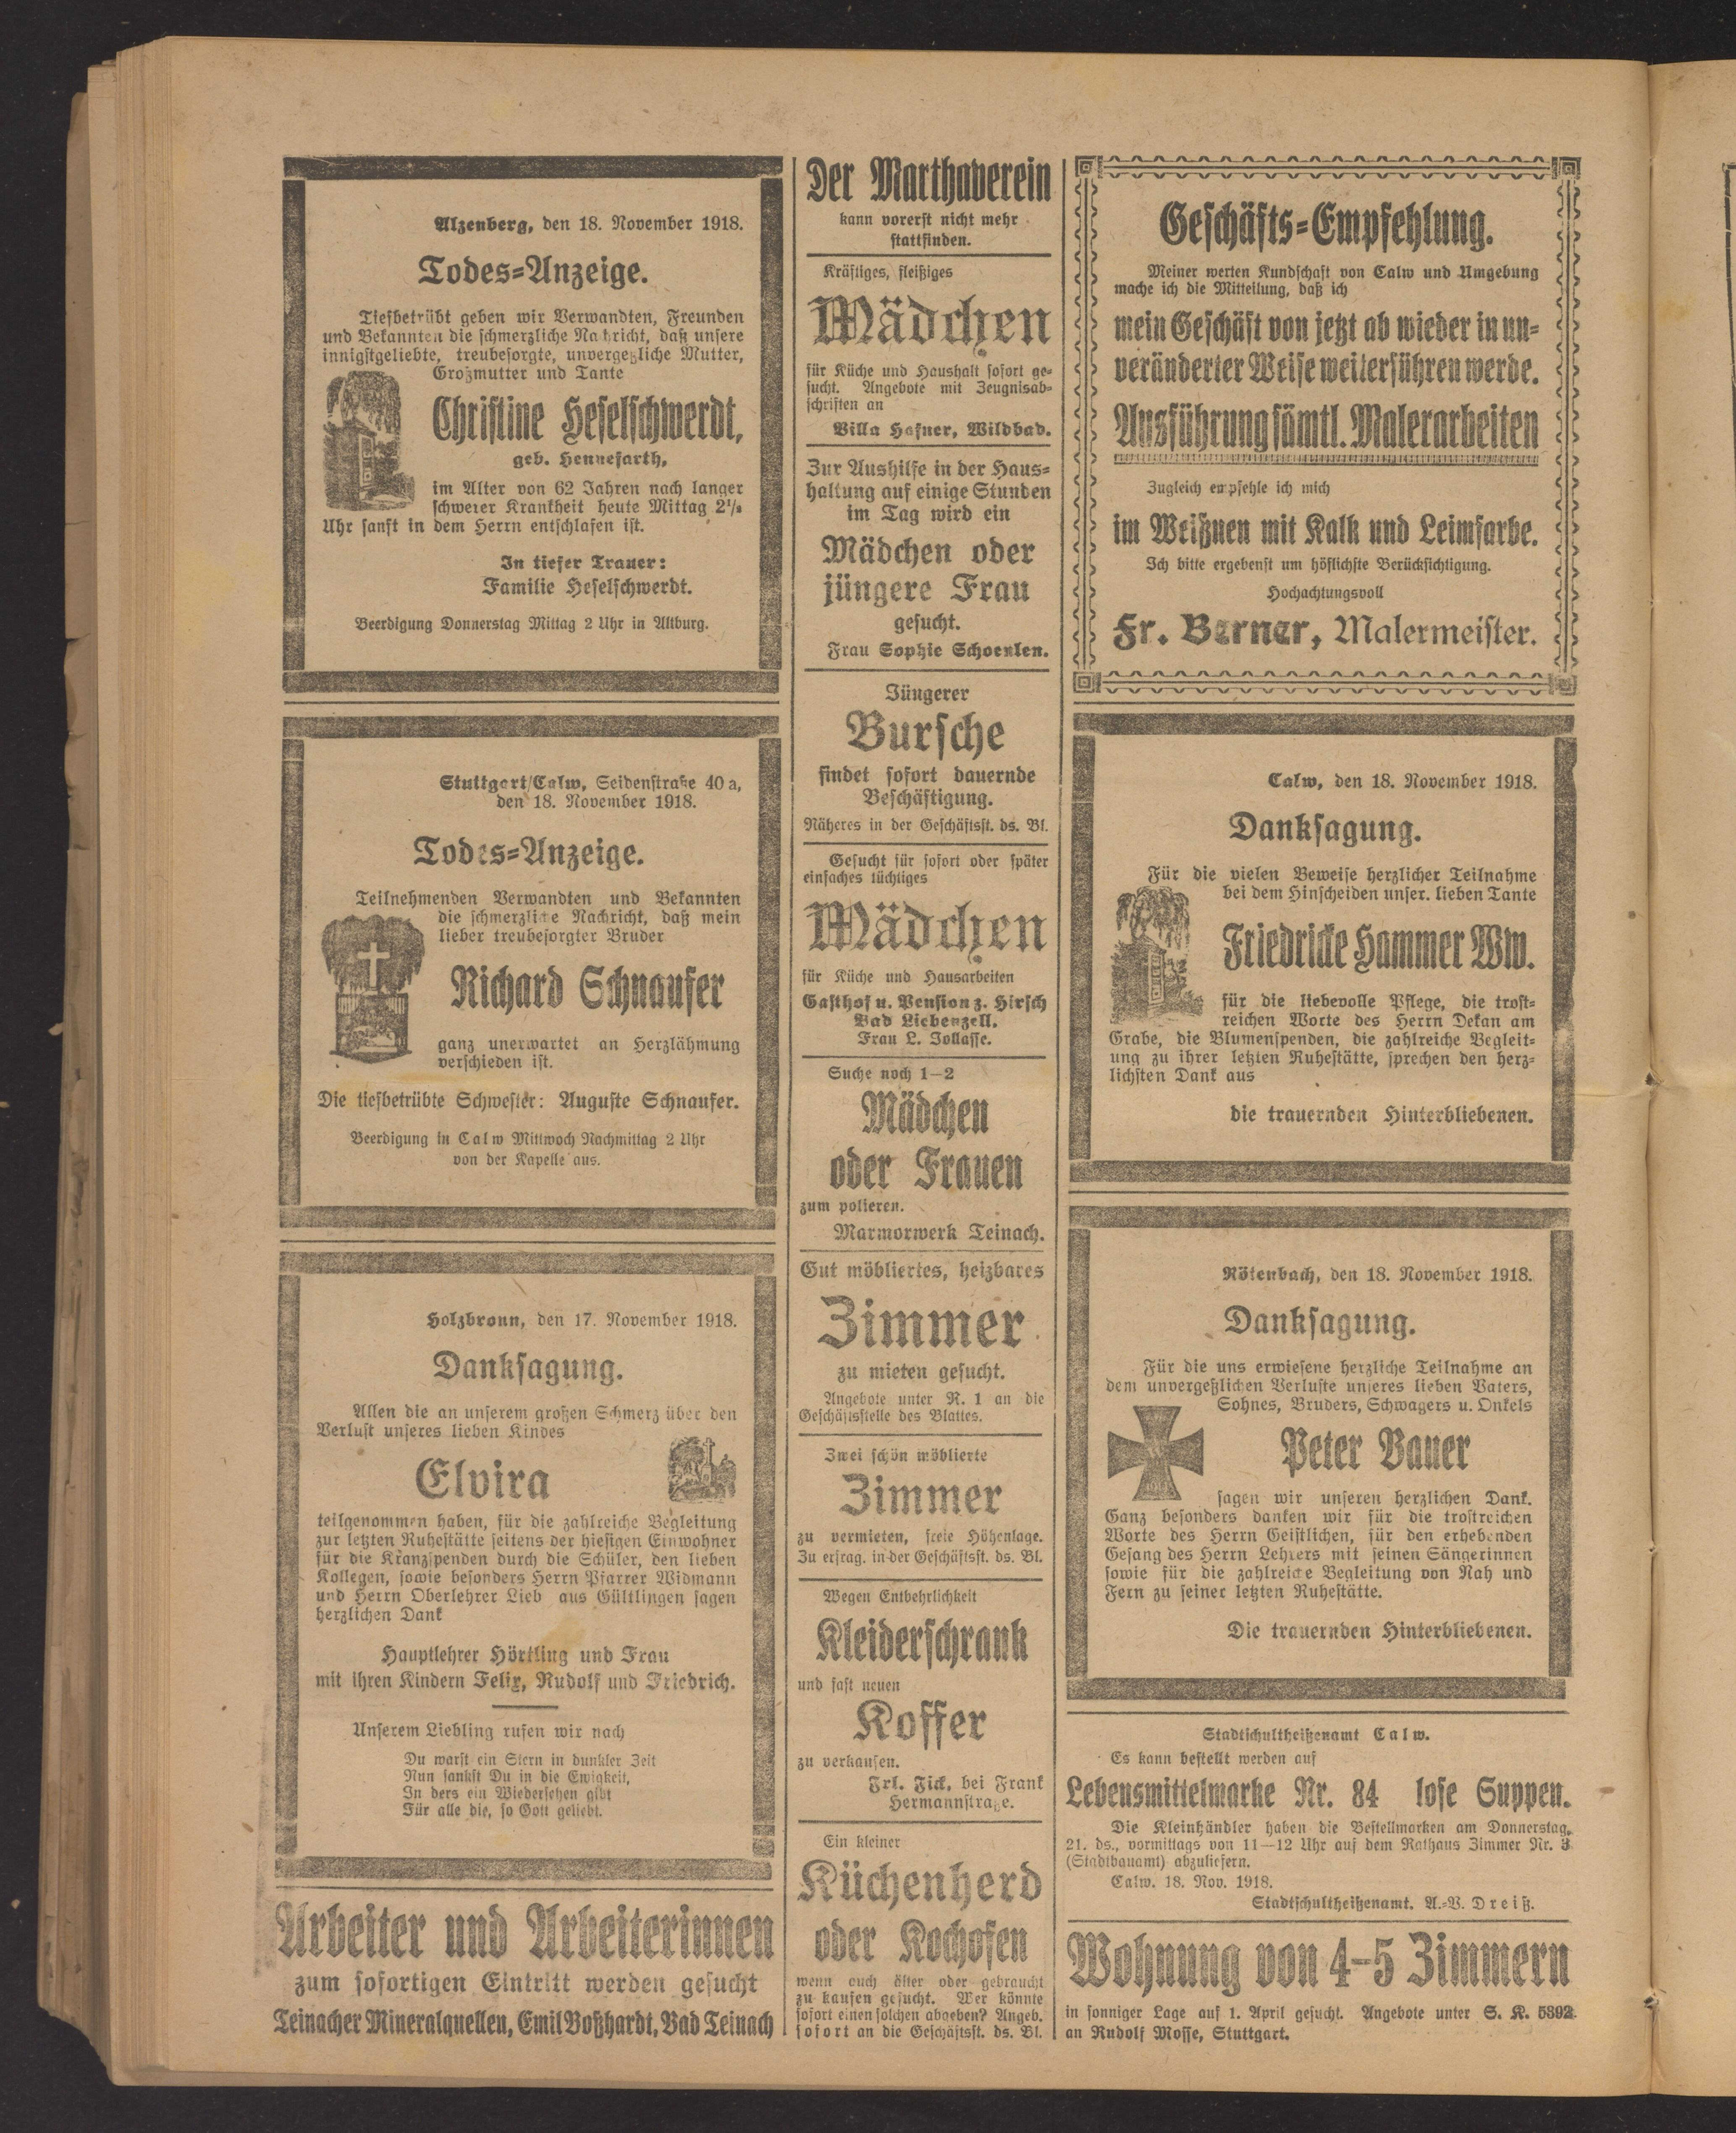 Alzenberg, den 18. November 1918.
Todes-Anzeige.
Tiefbetrübt geben wir Verwandten, Freunden
und Bekannten die schmerzliche Nachricht, daß unsere
innigstgeliebte, treubesorgte, unvergeßliche Mutter,
Großmutter und Tante
Christine Heselschwerdt,
geb. Hennefarth,
im Alter von 62 Jahren nach langer
schwerer Krankheit heute Mittag 2½
Uhr sanft in dem Herrn entschlafen ist.
In tiefer Trauer:
Familie Heselschwerdt.
Beerdigung Donnerstag Mittag 2 Uhr in Altburg.
Stuttgart/Calw, Seidenstraße 40 a,
den 18. November 1918.
Todes-Anzeige.
Teilnehmenden Verwandten und Bekannten
die schmerzliche Nachricht, daß mein
lieber treubesorgter Bruder
Richard Schnaufer
ganz unerwartet an Herzlähmung
verschieden ist.
Die tiefbetrübte Schwester: Auguste Schnaufer.
Beerdigung in Calw Mittwoch Nachmittag 2 Uhr
von der Kapelle aus.
Holzbronn, den 17. November 1918.
Danksagung.
Allen die an unserem großen Schmerz über den
Verlust unseres lieben Kindes
Elvira
teilgenommen haben, für die zahlreiche Begleitung
zur letzten Ruhestätte seitens der hiesigen Einwohner
für die Kranzspenden durch die Schüler, den lieben
Kollegen, sowie besonders Herrn Pfarrer Widmann
und Herrn Oberlehrer Lieb aus Gültlingen sagen
herzlichen Dank
Hauptlehrer Hörtling und Frau
mit ihren Kindern Felix, Rudolf und Friedrich.
Unserem Liebling rufen wir nach
Du warst ein Stern in dunkler Zeit
Nun sankst Du in die Ewigkeit,
In ders ein Wiedersehen gibt
Für alle die, so Gott geliebt.
Arbeiter und Arbeiterinnen
zum sofortigen Eintritt werden gesucht
Teinacher Mineralquellen, Emil Boßhardt, Bad Teinach
Der Marthaverein
kann vorerst nicht mehr
stattfinden.
Kräftiges, fleißiges
Mädchen
für Küche und Haushalt sofort ge-
sucht. Angebote mit Zeugnisab-
schriften an
Villa Hafner, Wildbad.
Zur Aushilfe in der Haus-
haltung auf einige Stunden
im Tag wird ein
Mädchen oder
jüngere Frau
gesucht.
Frau Sophie Schoenlen.
Jüngerer
Bursche
findet sofort dauernde
Beschäftigung.
Näheres in der Geschäftsst. ds. Bl.
Gesucht für sofort oder später
einfaches tüchtiges
Mädchen
für Küche und Hausarbeiten
Gasthof u. Pension z. Hirsch
Bad Liebenzell.
Frau L. Jollasse.
Suche noch 1—2
Mädchen
oder Frauen
zum polieren.
Marmorwerk Teinach.
Gut möbliertes, heizbares
Zimmer
zu mieten gesucht.
Angebote unter R. 1 an die
Geschäftsstelle des Blattes.
Zwei schön möblierte
Zimmer
zu vermieten, freie Höhenlage.
Zu erfrag. in der Geschäftsst. ds. Bl.
Wegen Entbehrlichkeit
Kleiderschrank
und fast neuen
Koffer
zu verkaufen.
Frl. Fick, bei Frank
Hermannstraße.
Ein kleiner
Küchenherd
oder Kochofen
wenn auch älter oder gebraucht
zu kaufen gesucht. Wer könnte
sofort einen solchen abgeben? Angeb.
sofort an die Geschäftsst. ds. Bl.
Geschäfts-Empfehlung.
Meiner werten Kundschaft von Calw und Umgebung
mache ich die Mitteilung, daß ich
mein Geschäft von jetzt ab wieder in un-
veränderter Weise weiterführen werde.
Ausführung sämtl. Malerarbeiten
Zugleich empfehle ich mich
im Weißnen mit Kalk und Leimfarbe.
Ich bitte ergebenst um höflichste Berücksichtigung.
Hochachtungsvoll
Fr. Berner, Malermeister.
Calw, den 18. November 1918.
Danksagung.
Für die vielen Beweise herzlicher Teilnahme
bei dem Hinscheiden unser. lieben Tante
Friedricke Hammer Ww.
für die liebevolle Pflege, die trost-
reichen Worte des Herrn Dekan am
Grabe, die Blumenspenden, die zahlreiche Begleit-
ung zu ihrer letzten Ruhestätte, sprechen den herz-
lichsten Dank aus
die trauernden Hinterbliebenen.
Rötenbach, den 18. November 1918.
Danksagung.
Für die uns erwiesene herzliche Teilnahme an
dem unvergeßlichen Verluste unseres lieben Vaters,
Sohnes, Bruders, Schwagers u. Onkels
Peter Bauer
sagen wir unseren herzlichen Dank.
Ganz besonders danken wir für die trostreichen
Worte des Herrn Geistlichen, für den erhebenden
Gesang des Herrn Lehrers mit seinen Sängerinnen
sowie für die zahlreiche Begleitung von Nah und
Fern zu seiner letzten Ruhestätte.
Die trauernden Hinterbliebenen.
Stadtschultheißenamt Calw.
Es kann bestellt werden auf
Lebensmittelmarke Nr. 84 lose Suppen.
Die Kleinhändler haben die Bestellmarken am Donnerstag,
21. ds., vormittags von 11—12 Uhr auf dem Rathaus Zimmer Nr. 3
(Stadtbauamt) abzuliefern.
Calw, 18. Nov. 1918.
Stadtschultheißenamt. A.-V. Dreiß.
Wohnung von 4-5 Zimmern
in sonniger Lage auf 1. April gesucht. Angebote unter S. K. 5392
an Rudolf Mosse, Stuttgart.